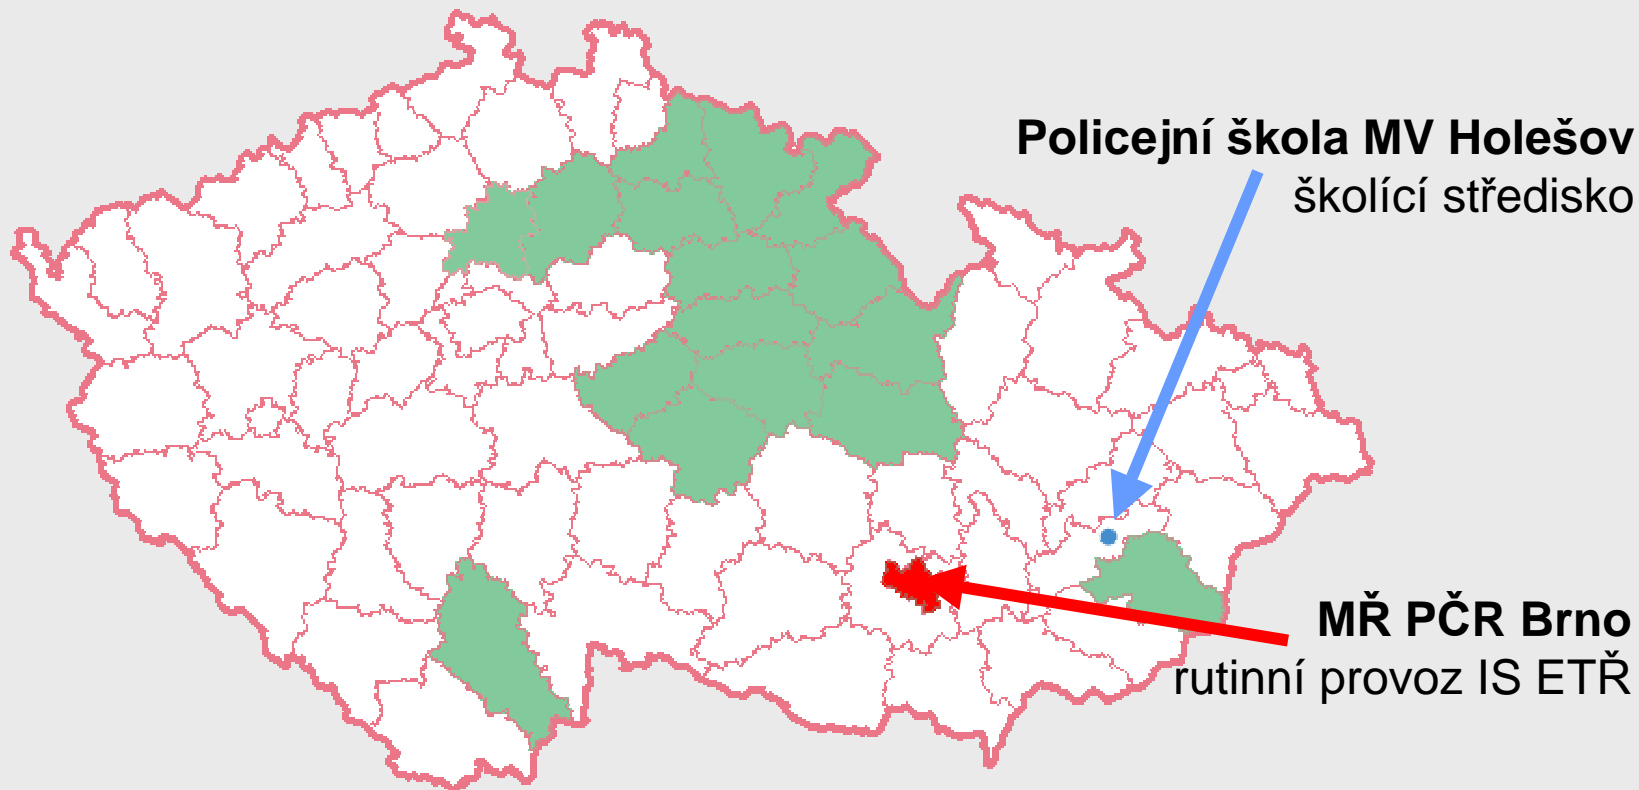 Policejní škola MV Holešov
školící středisko
MŘ PČR Brno
rutinní provoz IS ETŘ